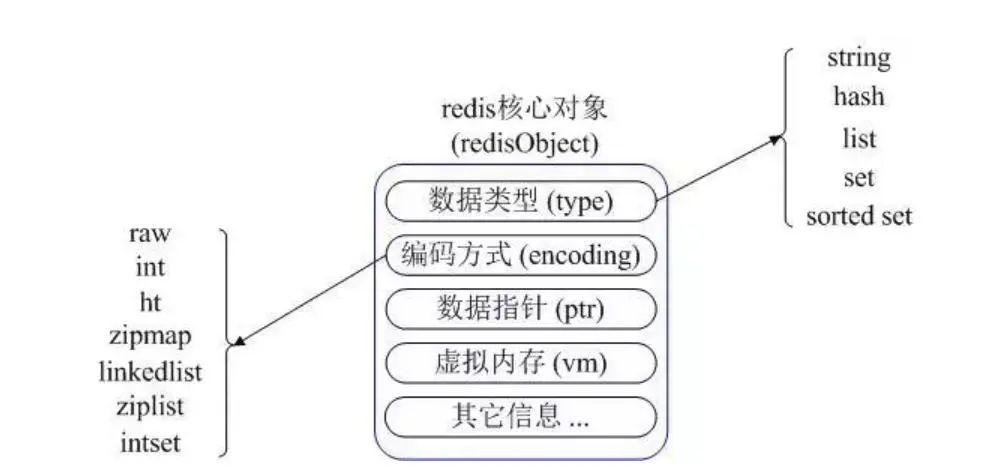 redis核心对象
(redisObject)
数据类型 (type)
编码方式 (encoding)
数据指针 (ptr)
虚拟内存 (vm)
其它信息 ...
string
hash
list
set
sorted set
raw
int
ht
zipmap
linkedlist
ziplist
intset